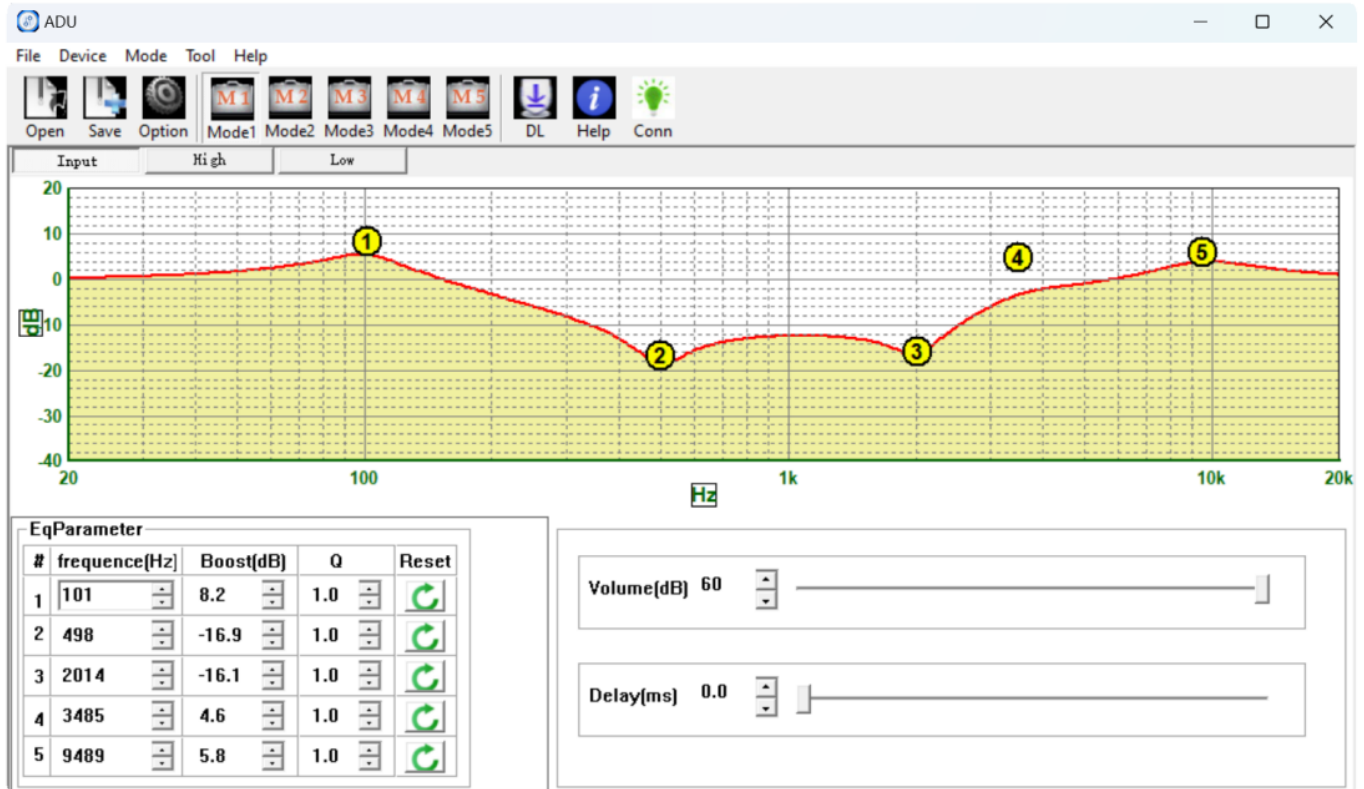 ADU
File Device Mode Tool Help
M 1 M 2 M 3 M 4 M 5 i
Open Save Option Mode1 Mode2 Mode3 Mode4 Mode5 DL Help Conn
Input High Low
20
10
0
-10
-20
-30
-40
dB
1 2 3 4 5
20 100 1k 10k 20k
Hz
EqParameter
# frequence(Hz) Boost(dB) Q Reset
1 101 8.2 1.0
2 498 -16.9 1.0
3 2014 -16.1 1.0
4 3485 4.6 1.0
5 9489 5.8 1.0
Volume(dB) 60
Delay(ms) 0.0